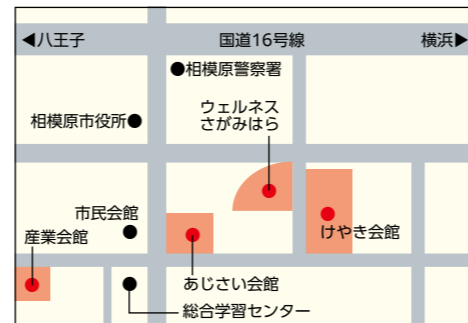 ◀八王子
国道16号線
横浜▶
●相模原警察署
ウェルネス
さがみはら
相模原市役所●
市民会館
産業会館
けやき会館
あじさい会館
総合学習センター